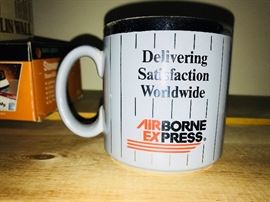 Delivering
Satisfaction
Worldwide
AIRBORNE
EXPRESS®